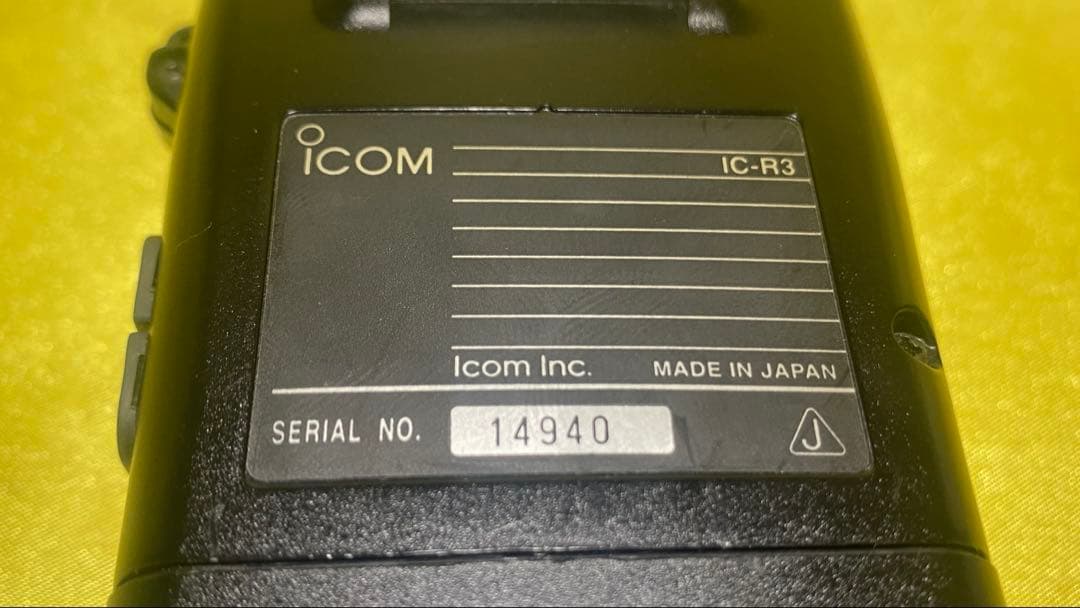 ICOM
IC-R3
Icom Inc. MADE IN JAPAN
SERIAL NO. 14940
J